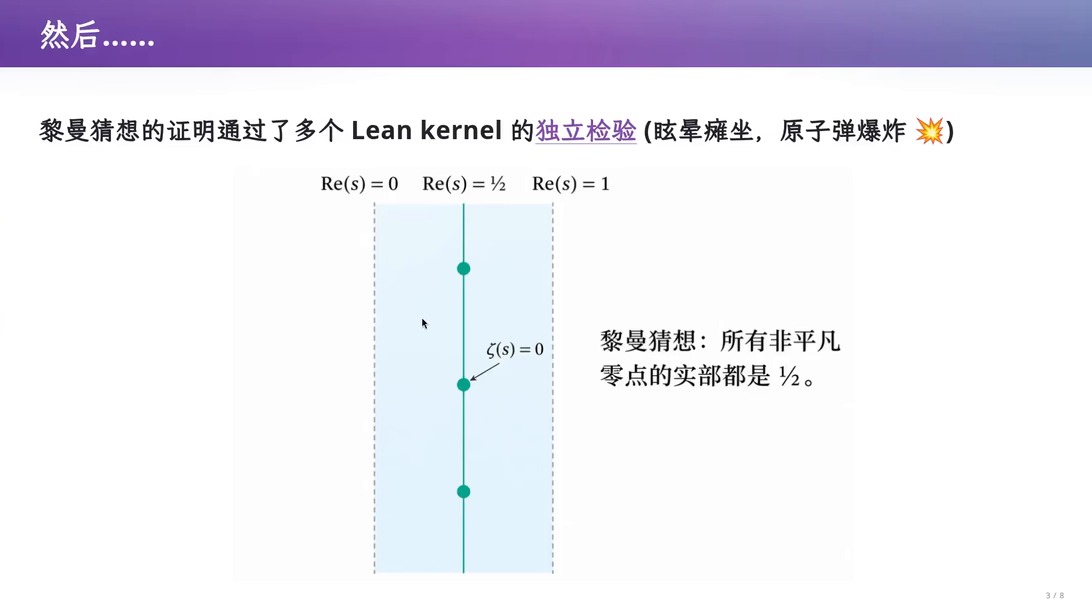 然后……
黎曼猜想的证明通过了多个 Lean kernel 的独立检验 (眩晕瘫坐，原子弹爆炸 💥)
Re(s) = 0 Re(s) = ½ Re(s) = 1
ζ(s) = 0
黎曼猜想：所有非平凡
零点的实部都是 ½。
3 / 8